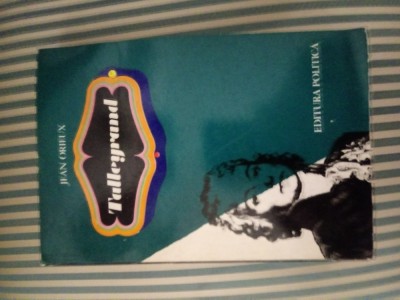 JEAN ORIEUX
Talleyrand
EDITURA POLITICĂ